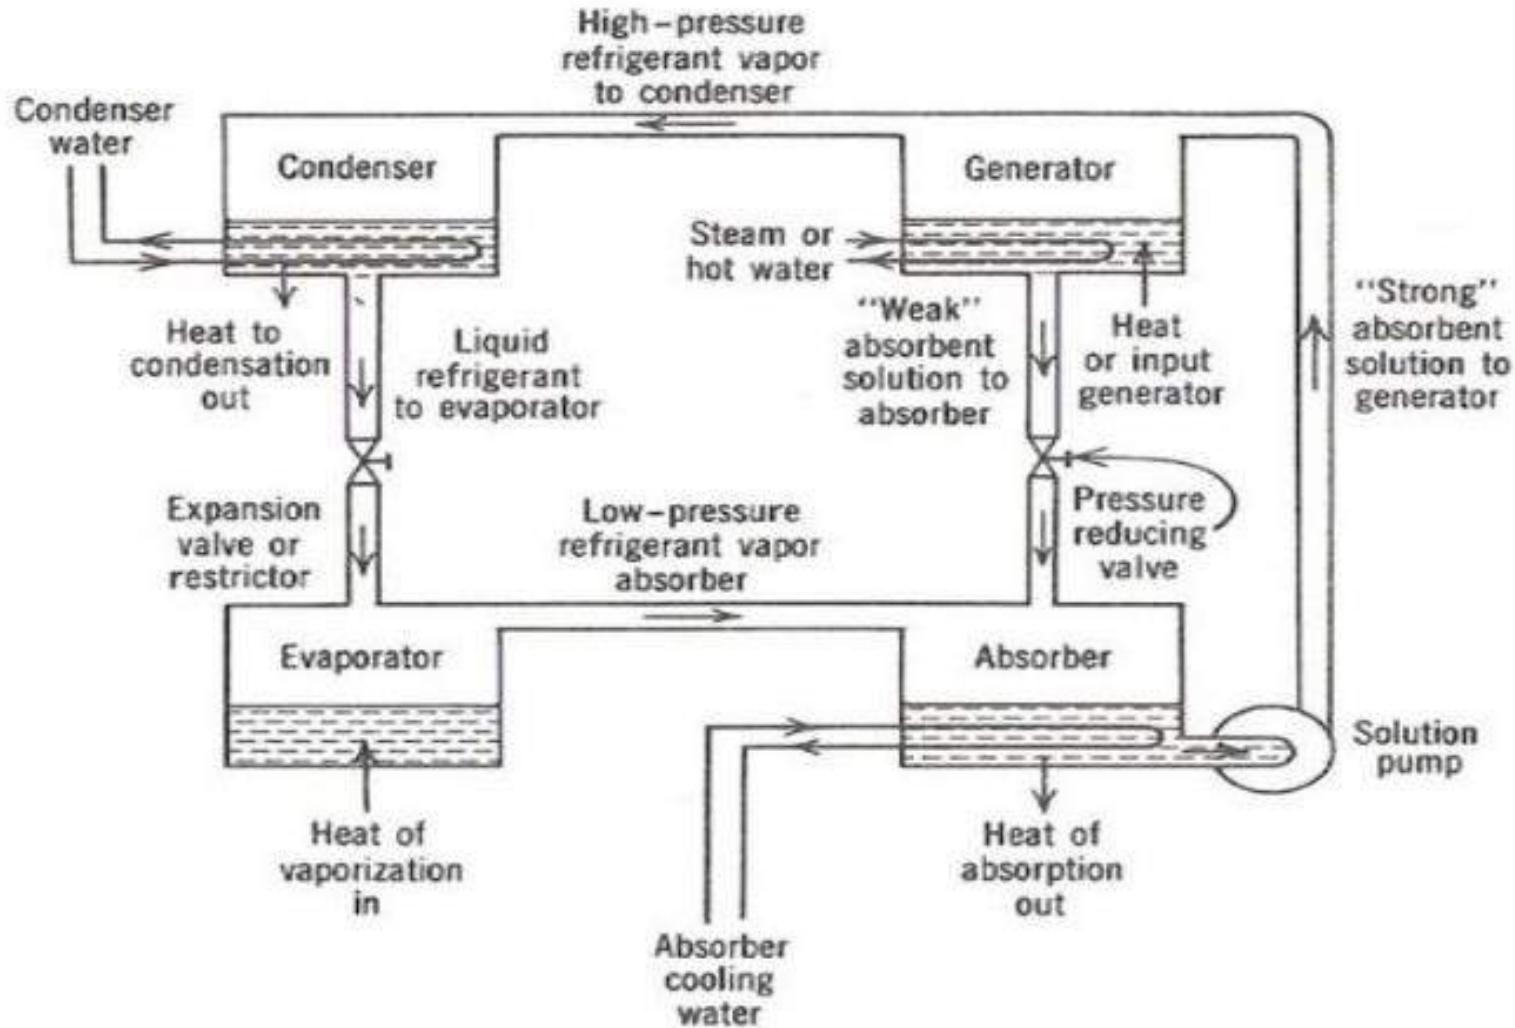 High-pressure
refrigerant vapor
to condenser
Condenser
water
Condenser
Generator
Steam or
hot water
Heat to
condensation
out
Liquid
refrigerant
to evaporator
"Weak"
absorbent
solution to
absorber
Heat
or input
generator
"Strong"
absorbent
solution to
generator
Expansion
valve or
restrictor
Low-pressure
refrigerant vapor
absorber
Pressure
reducing
valve
Evaporator
Absorber
Solution
pump
Heat of
vaporization
in
Heat of
absorption
out
Absorber
cooling
water